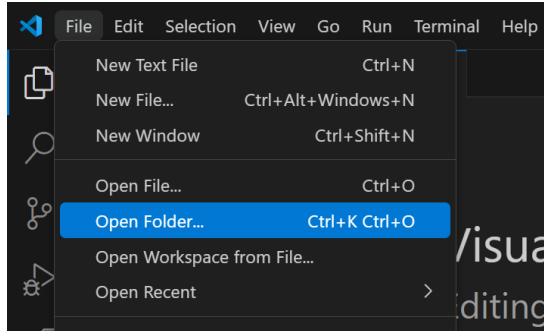 File Edit Selection View Go Run Terminal Help
New Text File Ctrl+N
New File... Ctrl+Alt+Windows+N
New Window Ctrl+Shift+N
Open File... Ctrl+O
Open Folder... Ctrl+K Ctrl+O
Open Workspace from File...
Open Recent